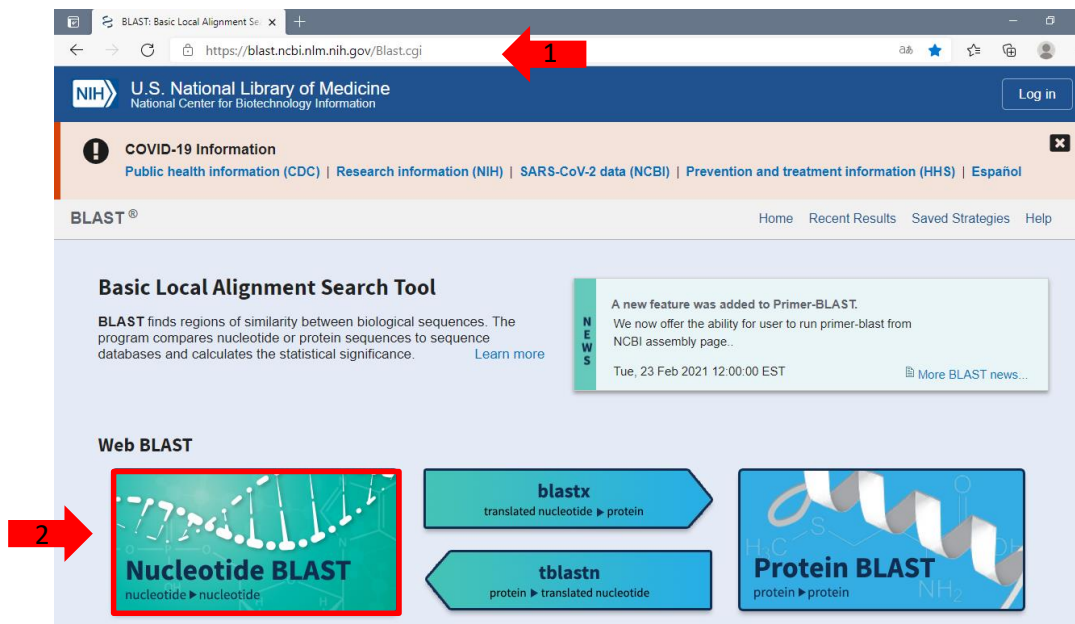 BLAST: Basic Local Alignment Se
https://blast.ncbi.nlm.nih.gov/Blast.cgi
1
aあ
NIH
U.S. National Library of Medicine
National Center for Biotechnology Information
Log in
COVID-19 Information
Public health information (CDC) | Research information (NIH) | SARS-CoV-2 data (NCBI) | Prevention and treatment information (HHS) | Español
BLAST ®
Home Recent Results Saved Strategies Help
Basic Local Alignment Search Tool
BLAST finds regions of similarity between biological sequences. The
program compares nucleotide or protein sequences to sequence
databases and calculates the statistical significance. Learn more
NEWS
A new feature was added to Primer-BLAST.
We now offer the ability for user to run primer-blast from
NCBI assembly page..
Tue, 23 Feb 2021 12:00:00 EST
More BLAST news...
Web BLAST
2
Nucleotide BLAST
nucleotide ▶ nucleotide
blastx
translated nucleotide ▶ protein
tblastn
protein ▶ translated nucleotide
H₃C
S
OH
NH₂
Protein BLAST
protein ▶ protein